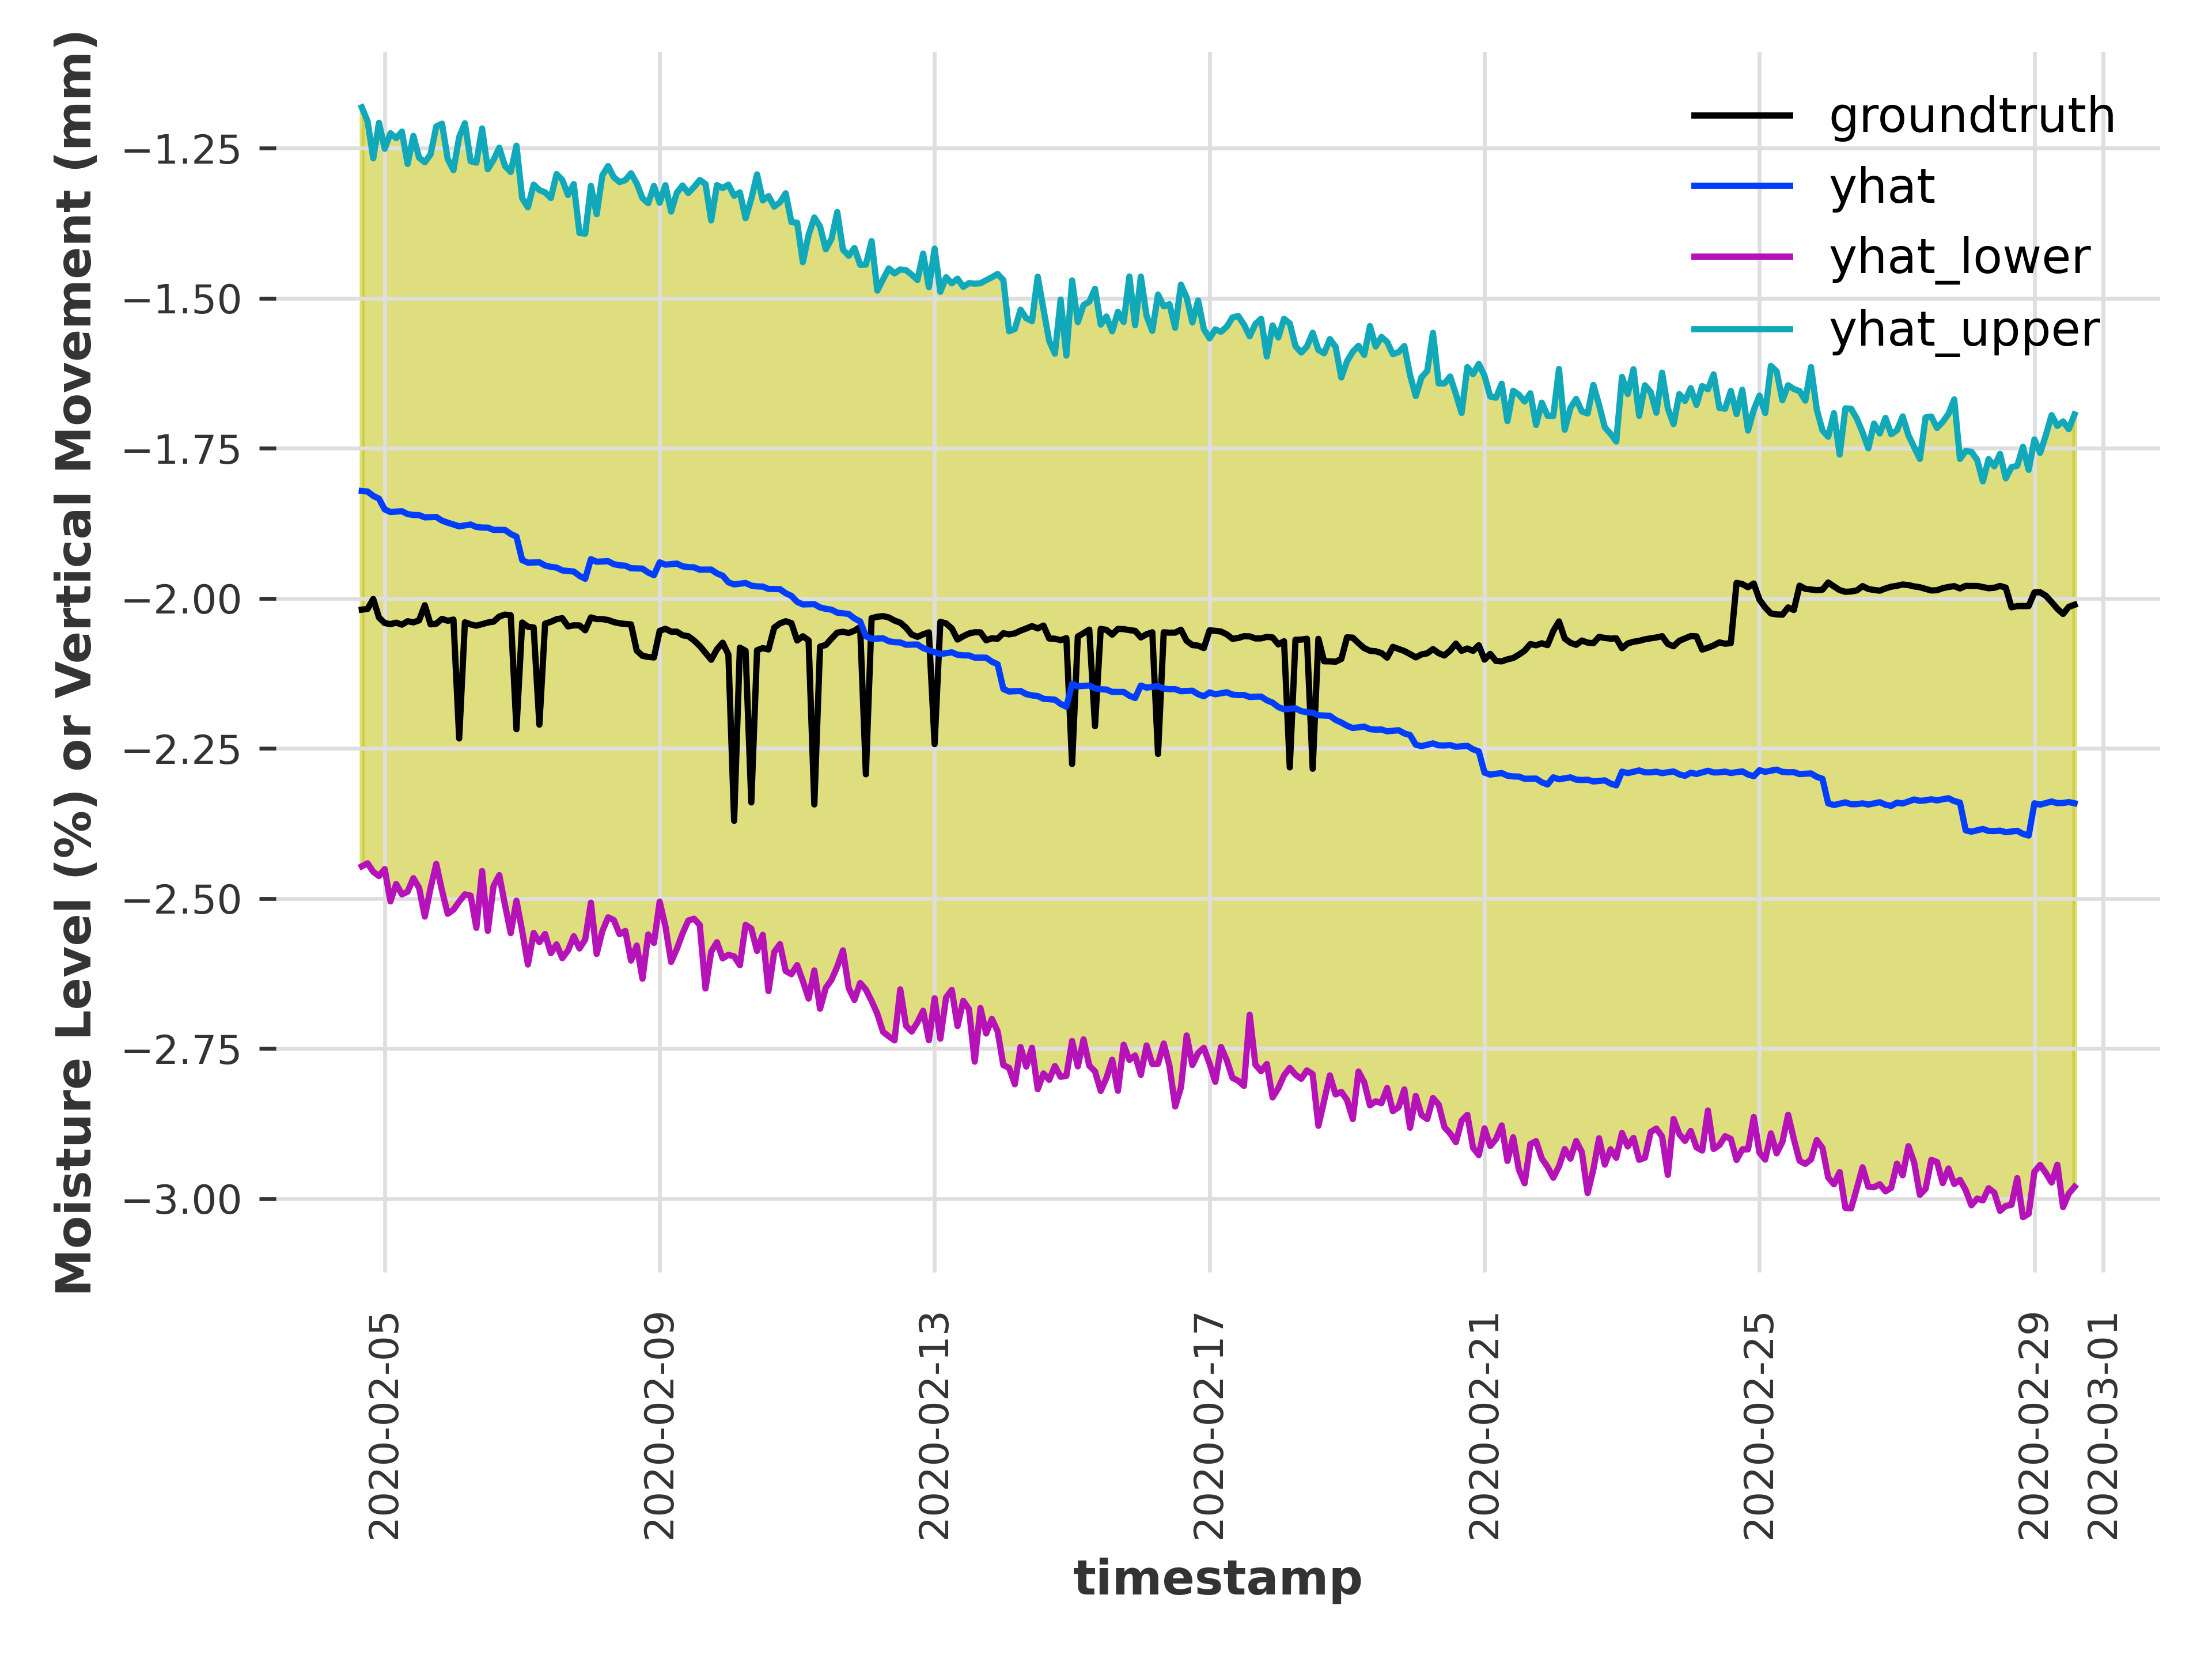 Moisture Level (%) or Vertical Movement (mm)
−1.25
−1.50
−1.75
−2.00
−2.25
−2.50
−2.75
−3.00
groundtruth
yhat
yhat_lower
yhat_upper
2020-02-05
2020-02-09
2020-02-13
2020-02-17
2020-02-21
2020-02-25
2020-02-29
2020-03-01
timestamp